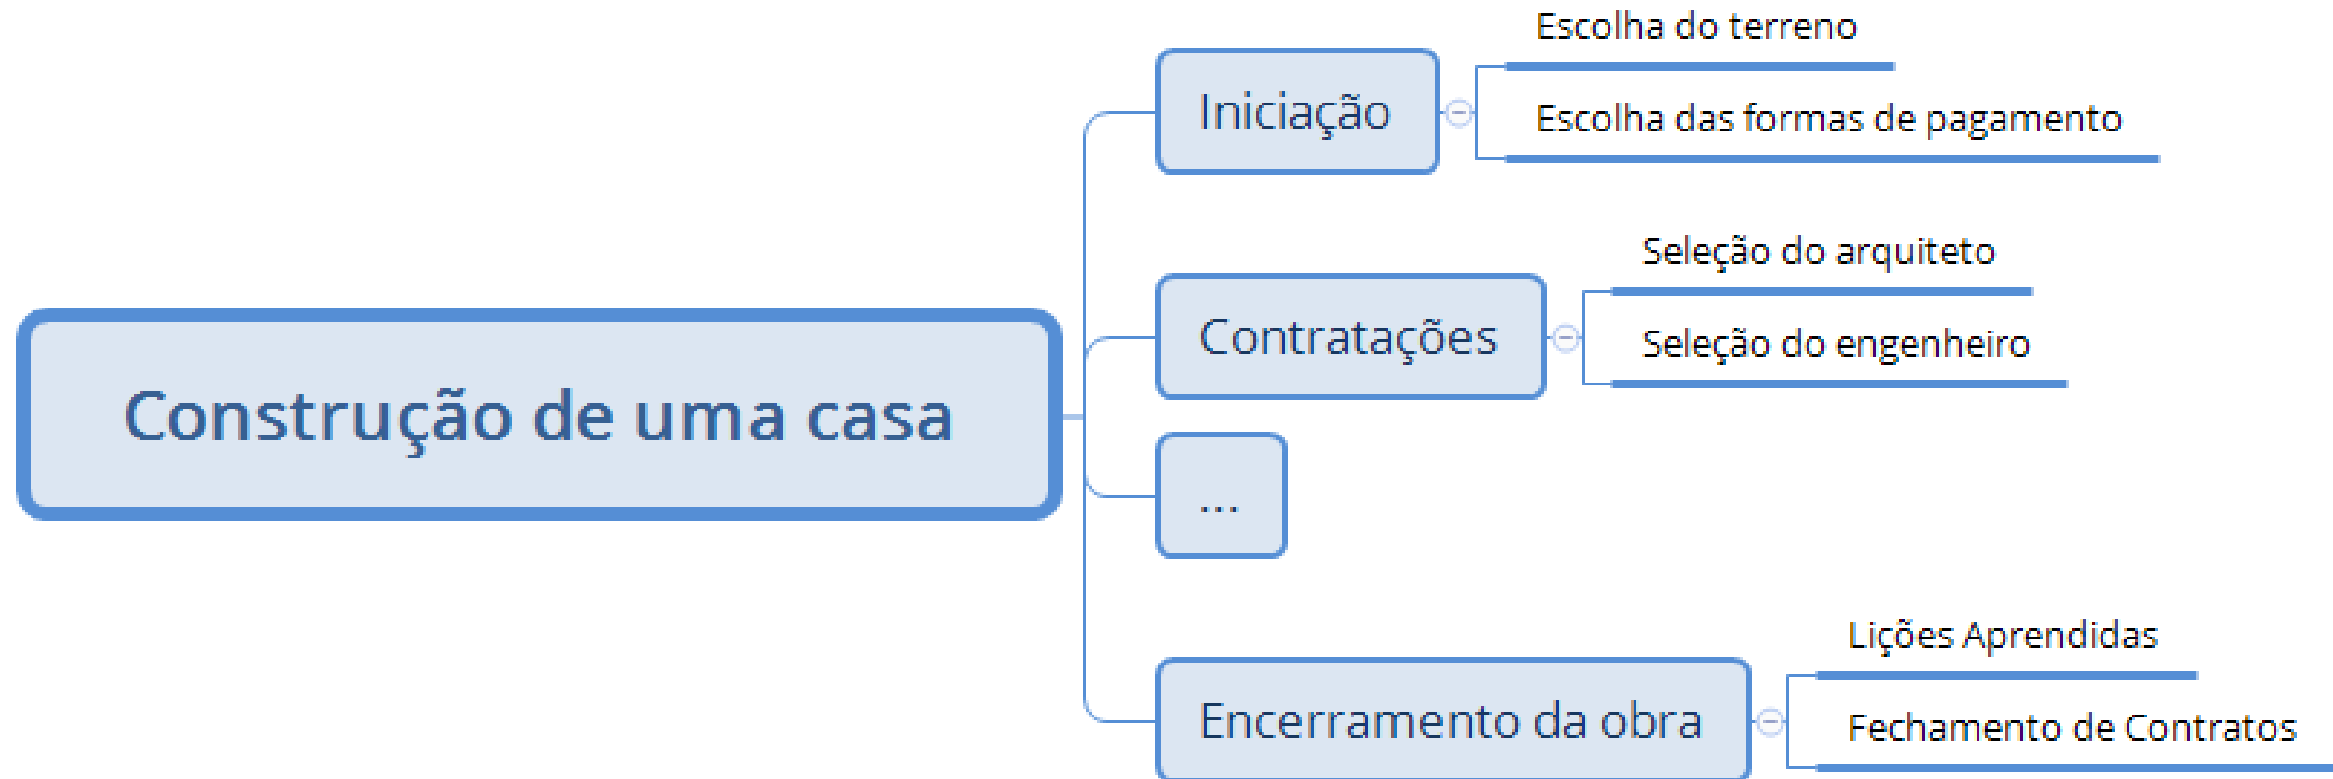 Construção de uma casa
Iniciação
Escolha do terreno
Escolha das formas de pagamento
Contratações
Seleção do arquiteto
Seleção do engenheiro
...
Encerramento da obra
Lições Aprendidas
Fechamento de Contratos